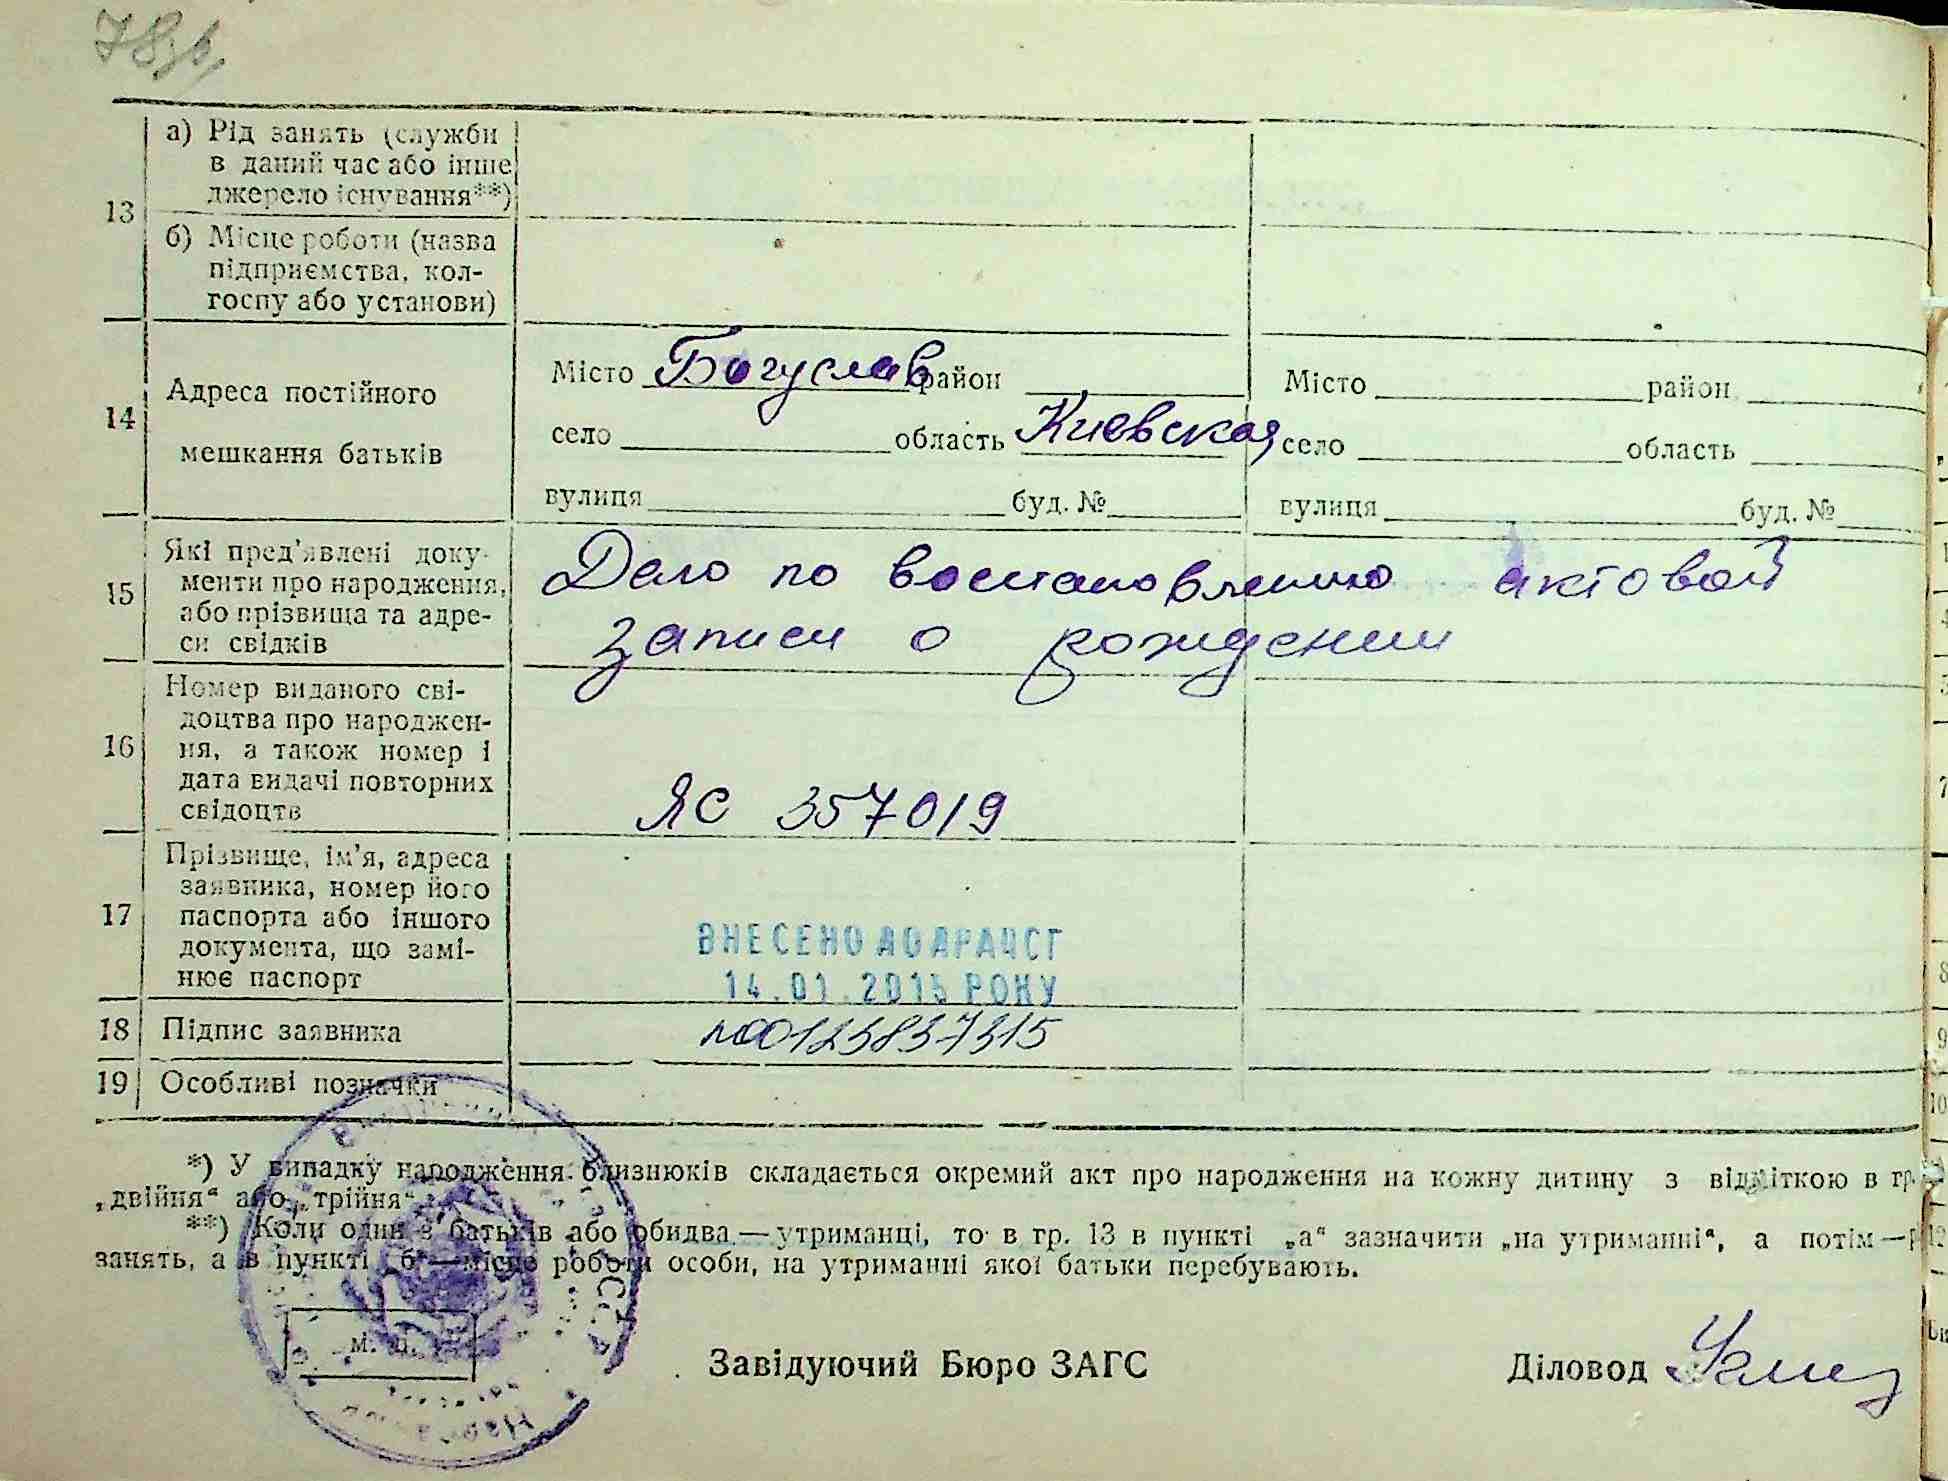 13
а) Рід занять (служби
в даний час або інше
джерело існування**)
б) Місце роботи (назва
підприємства, кол-
госпу або установи)
14
Адреса постійного
мешкання батьків
Місто Богуслав район
село область Киевская
вулиця буд. №
Місто район
село область
вулиця буд. №
15
Які пред'явлені доку-
менти про народження,
або прізвища та адре-
си свідків
Дело по востановлению актовой
записи о рождении
16
Номер виданого сві-
доцтва про народжен-
ня, а також номер і
дата видачі повторних
свідоцтв
ЯС 357019
17
Прізвище, ім'я, адреса
заявника, номер його
паспорта або іншого
документа, що замі-
нює паспорт
ВНЕСЕНО ДО ДРАЦСГ
14.01.2015 РОКУ
18 Підпис заявника
№00123837315
19 Особливі позначки
*) У випадку народження близнюків складається окремий акт про народження на кожну дитину з відміткою в гр.
„двійня“ або „трійня“
**) Коли один з батьків або обидва — утриманці, то в гр. 13 в пункті „а“ зазначити „на утриманні“, а потім —
занять, а в пункті „б“ — місце роботи особи, на утриманні якої батьки перебувають.
М. П.
Завідуючий Бюро ЗАГС
Діловод